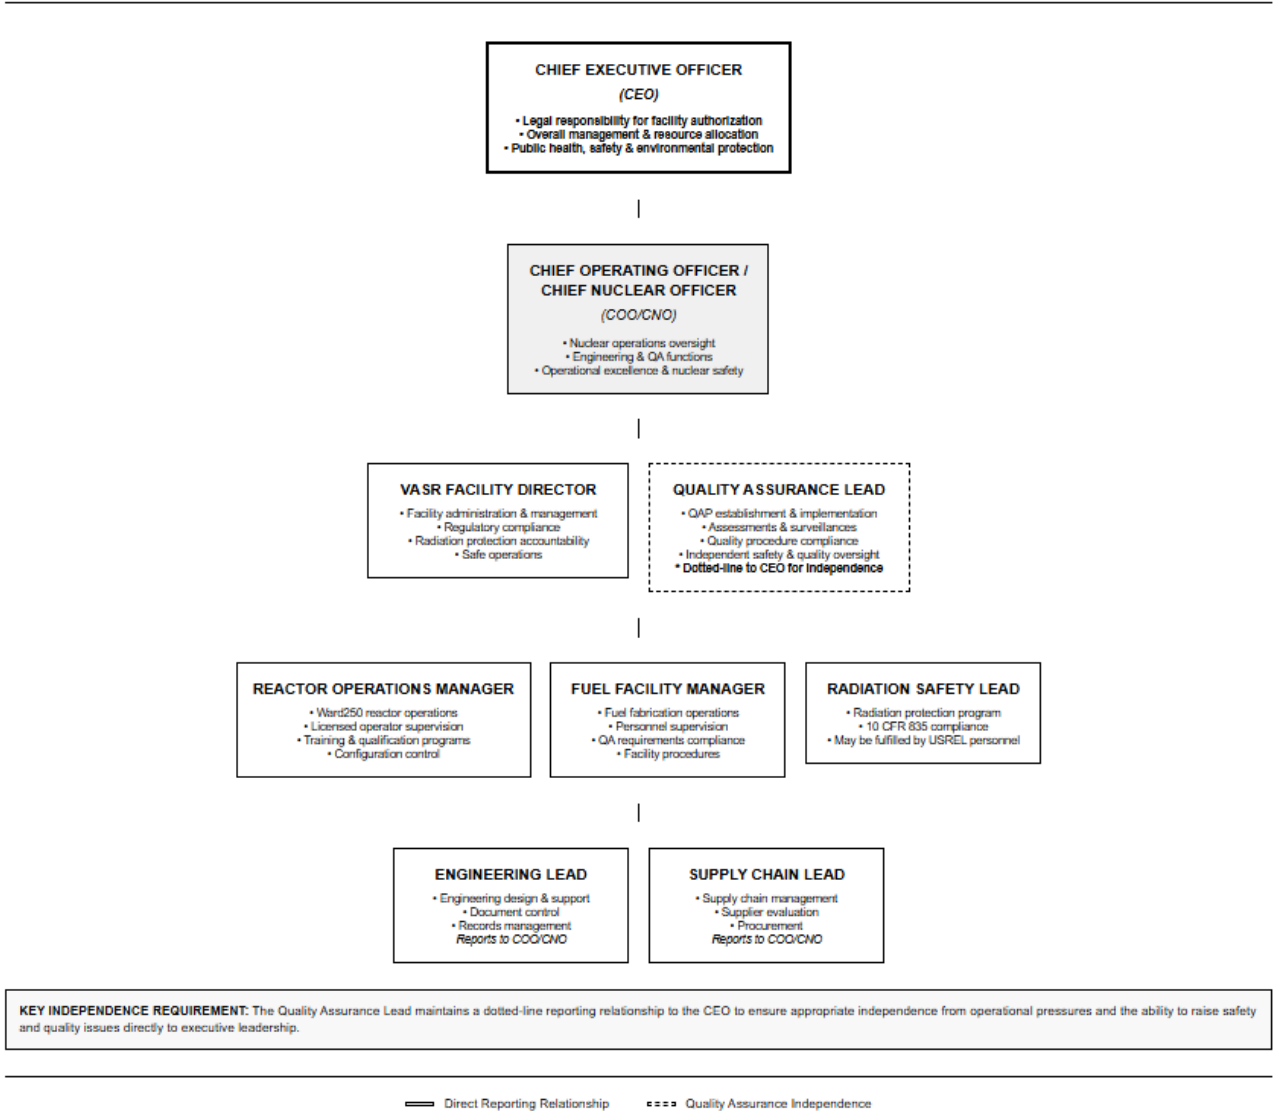 CHIEF EXECUTIVE OFFICER
(CEO)
• Legal responsibility for facility authorization
• Overall management & resource allocation
• Public health, safety & environmental protection
CHIEF OPERATING OFFICER /
CHIEF NUCLEAR OFFICER
(COO/CNO)
• Nuclear operations oversight
• Engineering & QA functions
• Operational excellence & nuclear safety
VASR FACILITY DIRECTOR
• Facility administration & management
• Regulatory compliance
• Radiation protection accountability
• Safe operations
QUALITY ASSURANCE LEAD
• QAP establishment & implementation
• Assessments & surveillances
• Quality procedure compliance
• Independent safety & quality oversight
* Dotted-line to CEO for independence
REACTOR OPERATIONS MANAGER
• Ward250 reactor operations
• Licensed operator supervision
• Training & qualification programs
• Configuration control
FUEL FACILITY MANAGER
• Fuel fabrication operations
• Personnel supervision
• QA requirements compliance
• Facility procedures
RADIATION SAFETY LEAD
• Radiation protection program
• 10 CFR 835 compliance
• May be fulfilled by USREL personnel
ENGINEERING LEAD
• Engineering design & support
• Document control
• Records management
Reports to COO/CNO
SUPPLY CHAIN LEAD
• Supply chain management
• Supplier evaluation
• Procurement
Reports to COO/CNO
KEY INDEPENDENCE REQUIREMENT: The Quality Assurance Lead maintains a dotted-line reporting relationship to the CEO to ensure appropriate independence from operational pressures and the ability to raise safety
and quality issues directly to executive leadership.
Direct Reporting Relationship
Quality Assurance Independence